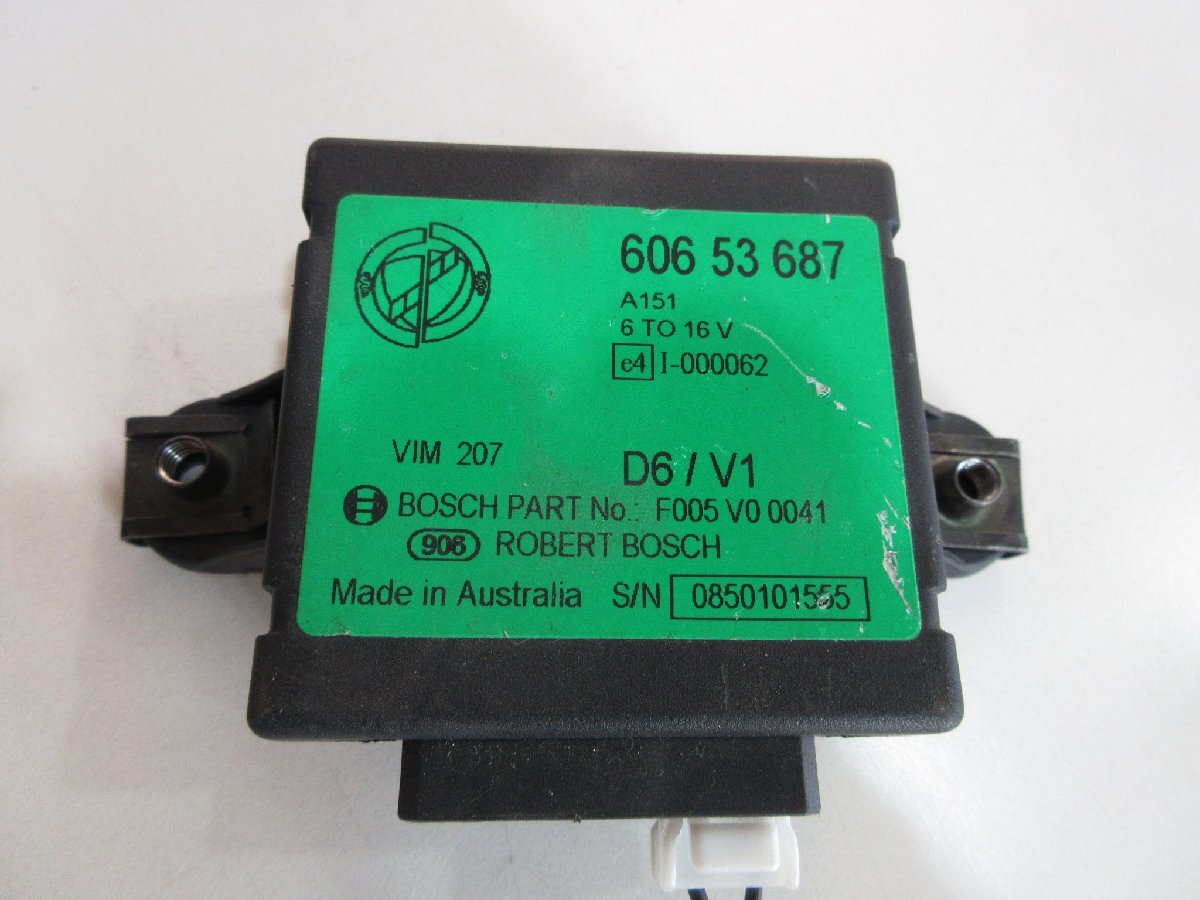 606 53 687
A151
6 TO 16 V
e4 I-000062
VIM 207
D6 / V1
BOSCH PART No.: F005 V0 0041
906 ROBERT BOSCH
Made in Australia S/N 0850101555